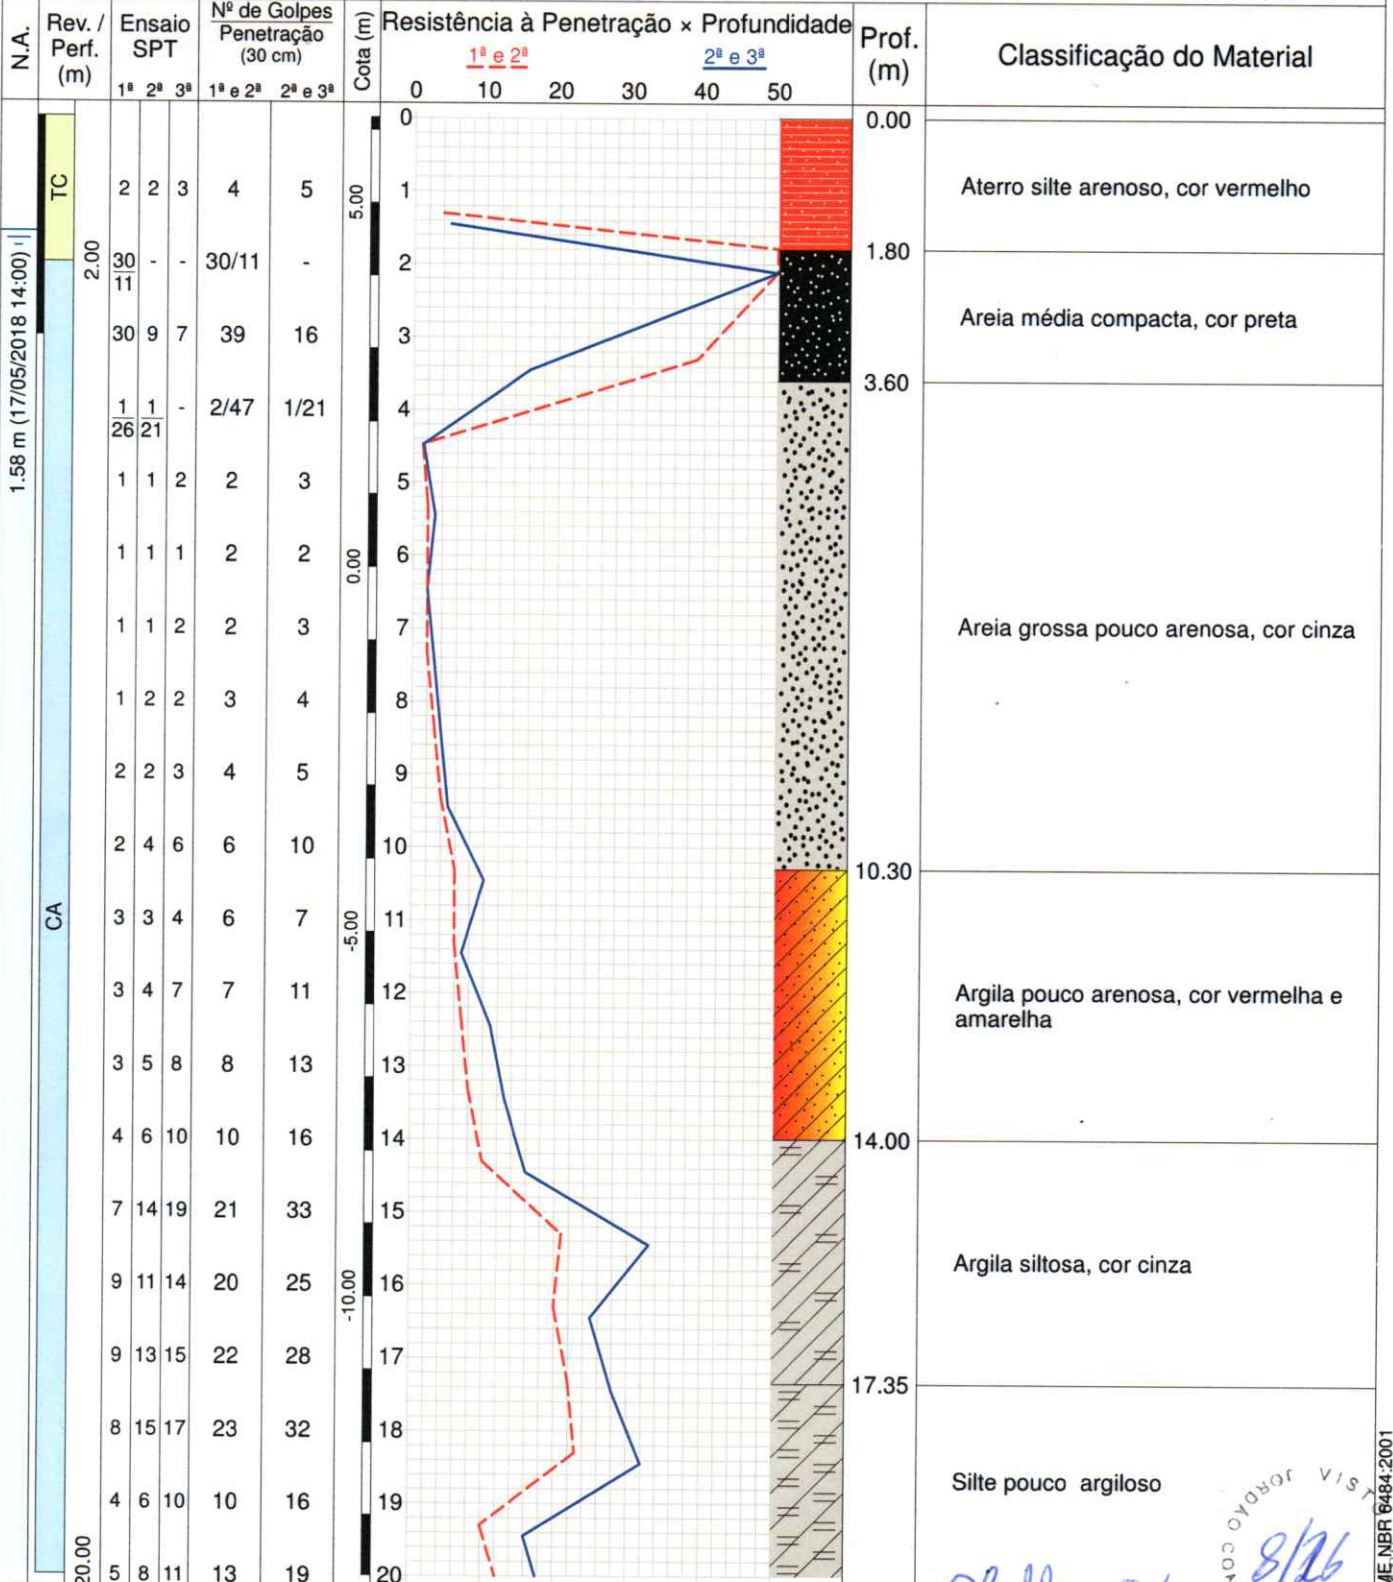 N.A.
Rev. /
Perf.
(m)
Ensaio
SPT
1ª 2ª 3ª
Nº de Golpes
Penetração
(30 cm)
1ª e 2ª 2ª e 3ª
Cota (m)
Resistência à Penetração × Profundidade
1ª e 2ª 2ª e 3ª
0 10 20 30 40 50
Prof.
(m)
Classificação do Material
1.58 m (17/05/2018 14:00)
TC
2.00
CA
20.00
2 2 3 4 5
30/11 - - 30/11 -
30 9 7 39 16
1/26 1/21 - 2/47 1/21
1 1 2 2 3
1 1 1 2 2
1 1 2 2 3
1 2 2 3 4
2 2 3 4 5
2 4 6 6 10
3 3 4 6 7
3 4 7 7 11
3 5 8 8 13
4 6 10 10 16
7 14 19 21 33
9 11 14 20 25
9 13 15 22 28
8 15 17 23 32
4 6 10 10 16
5 8 11 13 19
5.00
0.00
-5.00
-10.00
0
1
2
3
4
5
6
7
8
9
10
11
12
13
14
15
16
17
18
19
20
0.00
Aterro silte arenoso, cor vermelho
1.80
Areia média compacta, cor preta
3.60
Areia grossa pouco arenosa, cor cinza
10.30
Argila pouco arenosa, cor vermelha e
amarelha
14.00
Argila siltosa, cor cinza
17.35
Silte pouco argiloso
JORDÃO VISTO
8/26
NBR 6484:2001